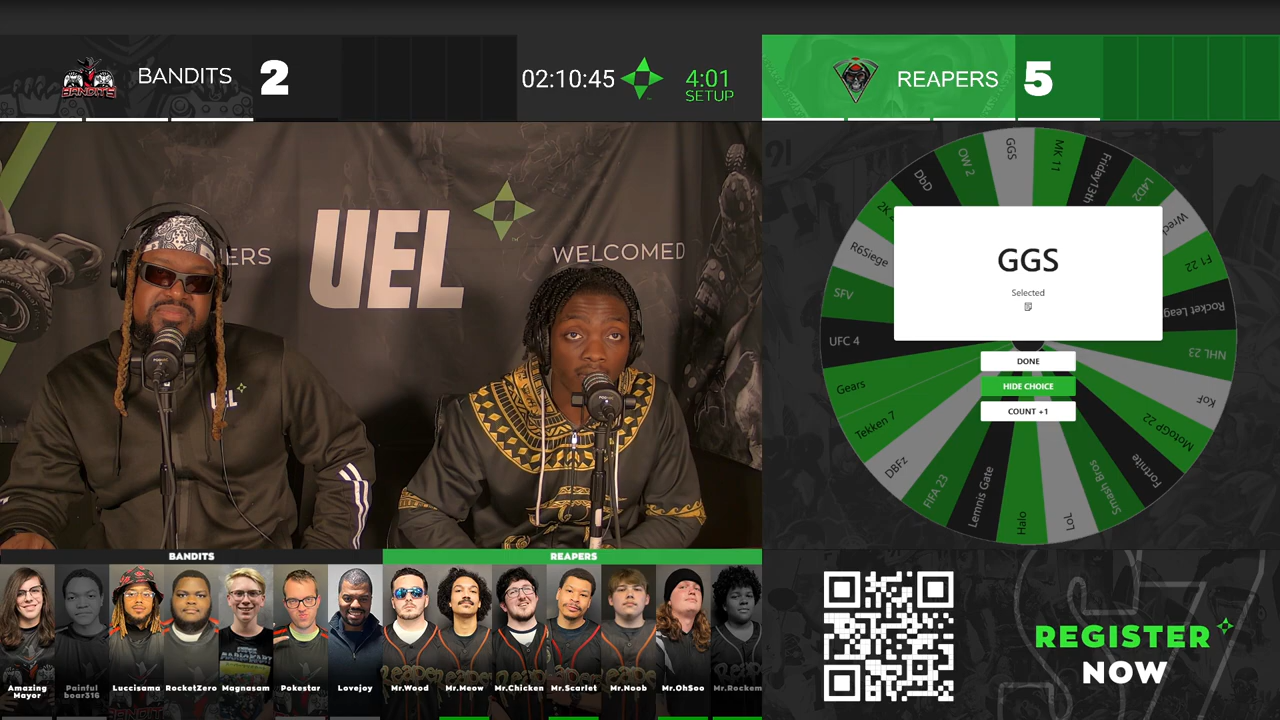 BANDITS
2
02:10:45
4:01
SETUP
REAPERS
5
BANDITS
UEL
WELCOMED
UEL
GGS
Selected
DONE
HIDE CHOICE
COUNT +1
DbD
OW 2
GGS
MK 11
Friday13th
L4D2
F1 22
NHL 23
KoF
MotoGP 22
Fortnite
Smash Bros
LoL
Halo
Lemnis Gate
FIFA 23
DBFz
Tekken 7
Gears
UFC 4
SFV
R6Siege
BANDITS
REAPERS
Amazing Mayor
Painful boar316
Luccisama
RocketZero
Magnasam
Pokestar
Lovejoy
Mr.Wood
Mr.Meow
Mr.Chicken
Mr.Scarlet
Mr.Noob
Mr.OhSoo
Mr.Rockem
S7
REGISTER
NOW